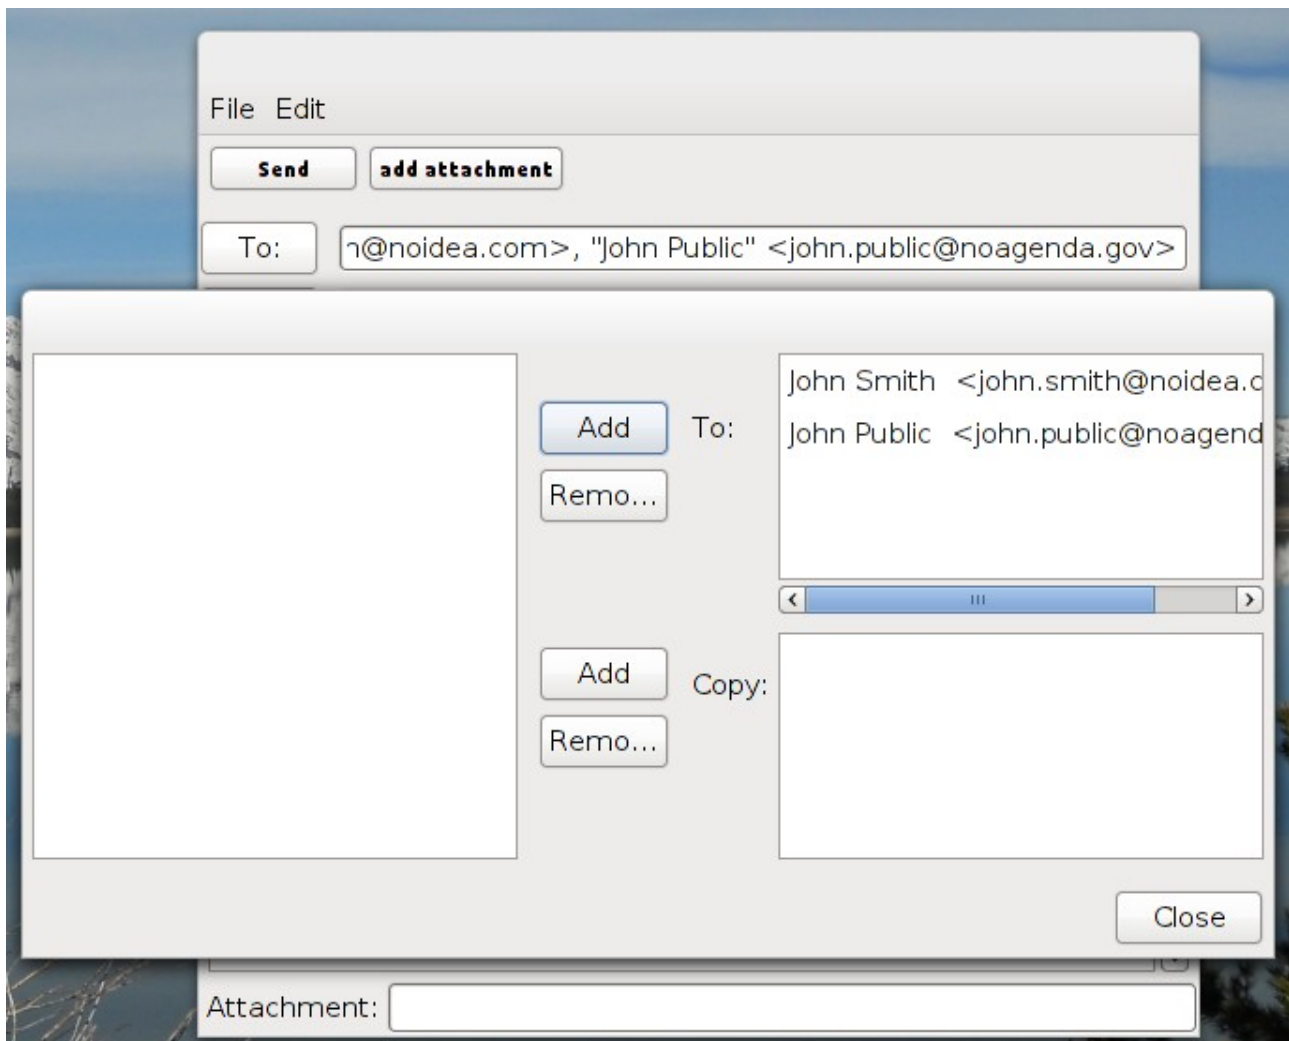 File Edit
Send add attachment
To: n@noidea.com>, "John Public" <john.public@noagenda.gov>
John Smith <john.smith@noidea.c
Add To:
John Public <john.public@noagend
Remo...
Add
Copy:
Remo...
Close
Attachment: